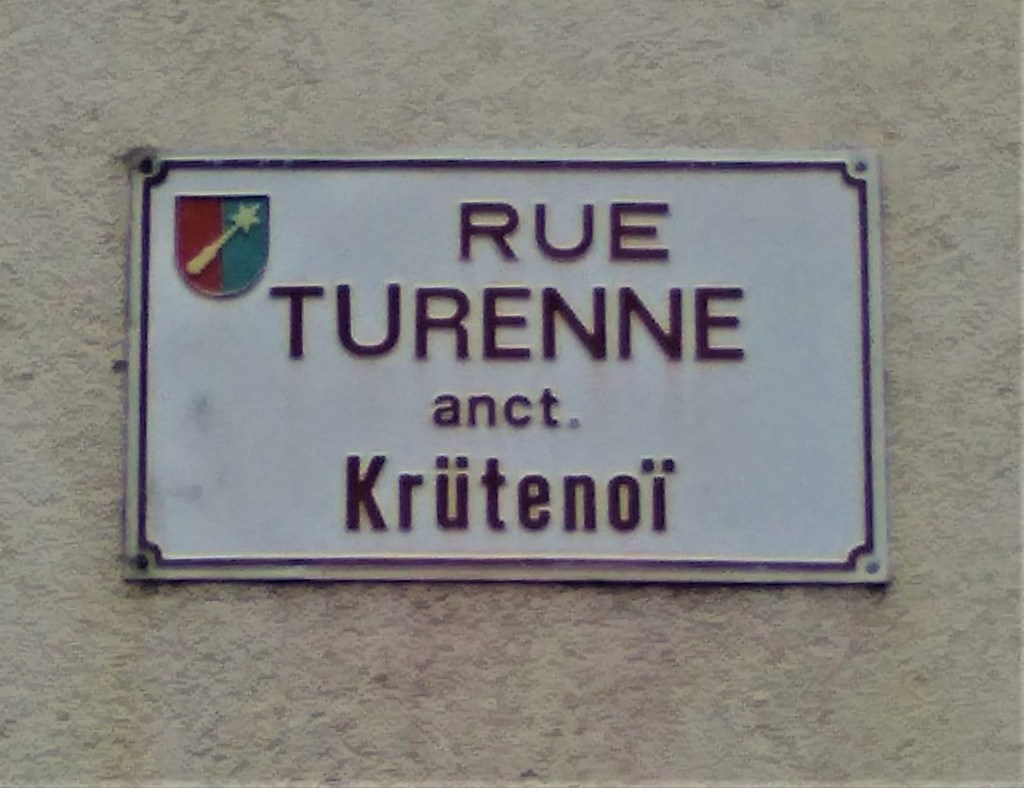 RUE
TURENNE
anct.
Krütenoï